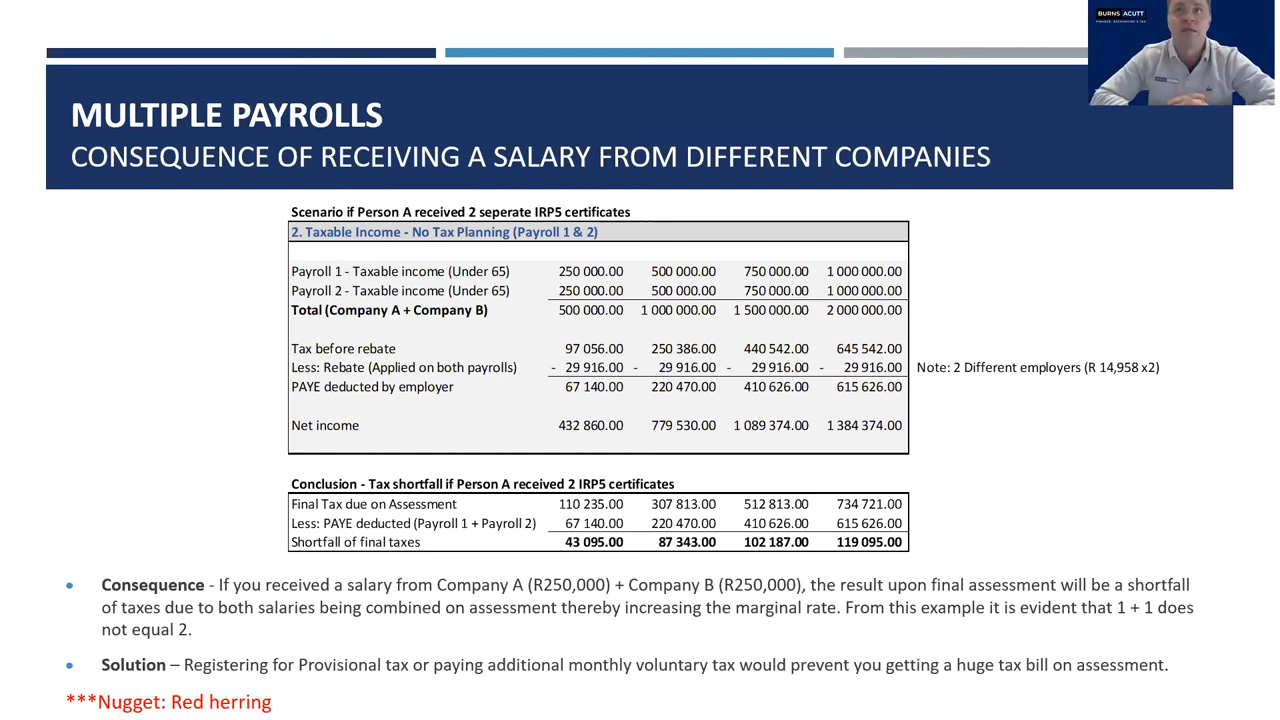 BURNS ACUTT
FINANCE, ACCOUNTING & TAX
MULTIPLE PAYROLLS
CONSEQUENCE OF RECEIVING A SALARY FROM DIFFERENT COMPANIES
Scenario if Person A received 2 seperate IRP5 certificates
2. Taxable Income - No Tax Planning (Payroll 1 & 2)
Payroll 1 - Taxable income (Under 65) 250 000.00 500 000.00 750 000.00 1 000 000.00
Payroll 2 - Taxable income (Under 65) 250 000.00 500 000.00 750 000.00 1 000 000.00
Total (Company A + Company B) 500 000.00 1 000 000.00 1 500 000.00 2 000 000.00
Tax before rebate 97 056.00 250 386.00 440 542.00 645 542.00
Less: Rebate (Applied on both payrolls) - 29 916.00 - 29 916.00 - 29 916.00 - 29 916.00 Note: 2 Different employers (R 14,958 x2)
PAYE deducted by employer 67 140.00 220 470.00 410 626.00 615 626.00
Net income 432 860.00 779 530.00 1 089 374.00 1 384 374.00
Conclusion - Tax shortfall if Person A received 2 IRP5 certificates
Final Tax due on Assessment 110 235.00 307 813.00 512 813.00 734 721.00
Less: PAYE deducted (Payroll 1 + Payroll 2) 67 140.00 220 470.00 410 626.00 615 626.00
Shortfall of final taxes 43 095.00 87 343.00 102 187.00 119 095.00
• Consequence - If you received a salary from Company A (R250,000) + Company B (R250,000), the result upon final assessment will be a shortfall
of taxes due to both salaries being combined on assessment thereby increasing the marginal rate. From this example it is evident that 1 + 1 does
not equal 2.
• Solution – Registering for Provisional tax or paying additional monthly voluntary tax would prevent you getting a huge tax bill on assessment.
***Nugget: Red herring